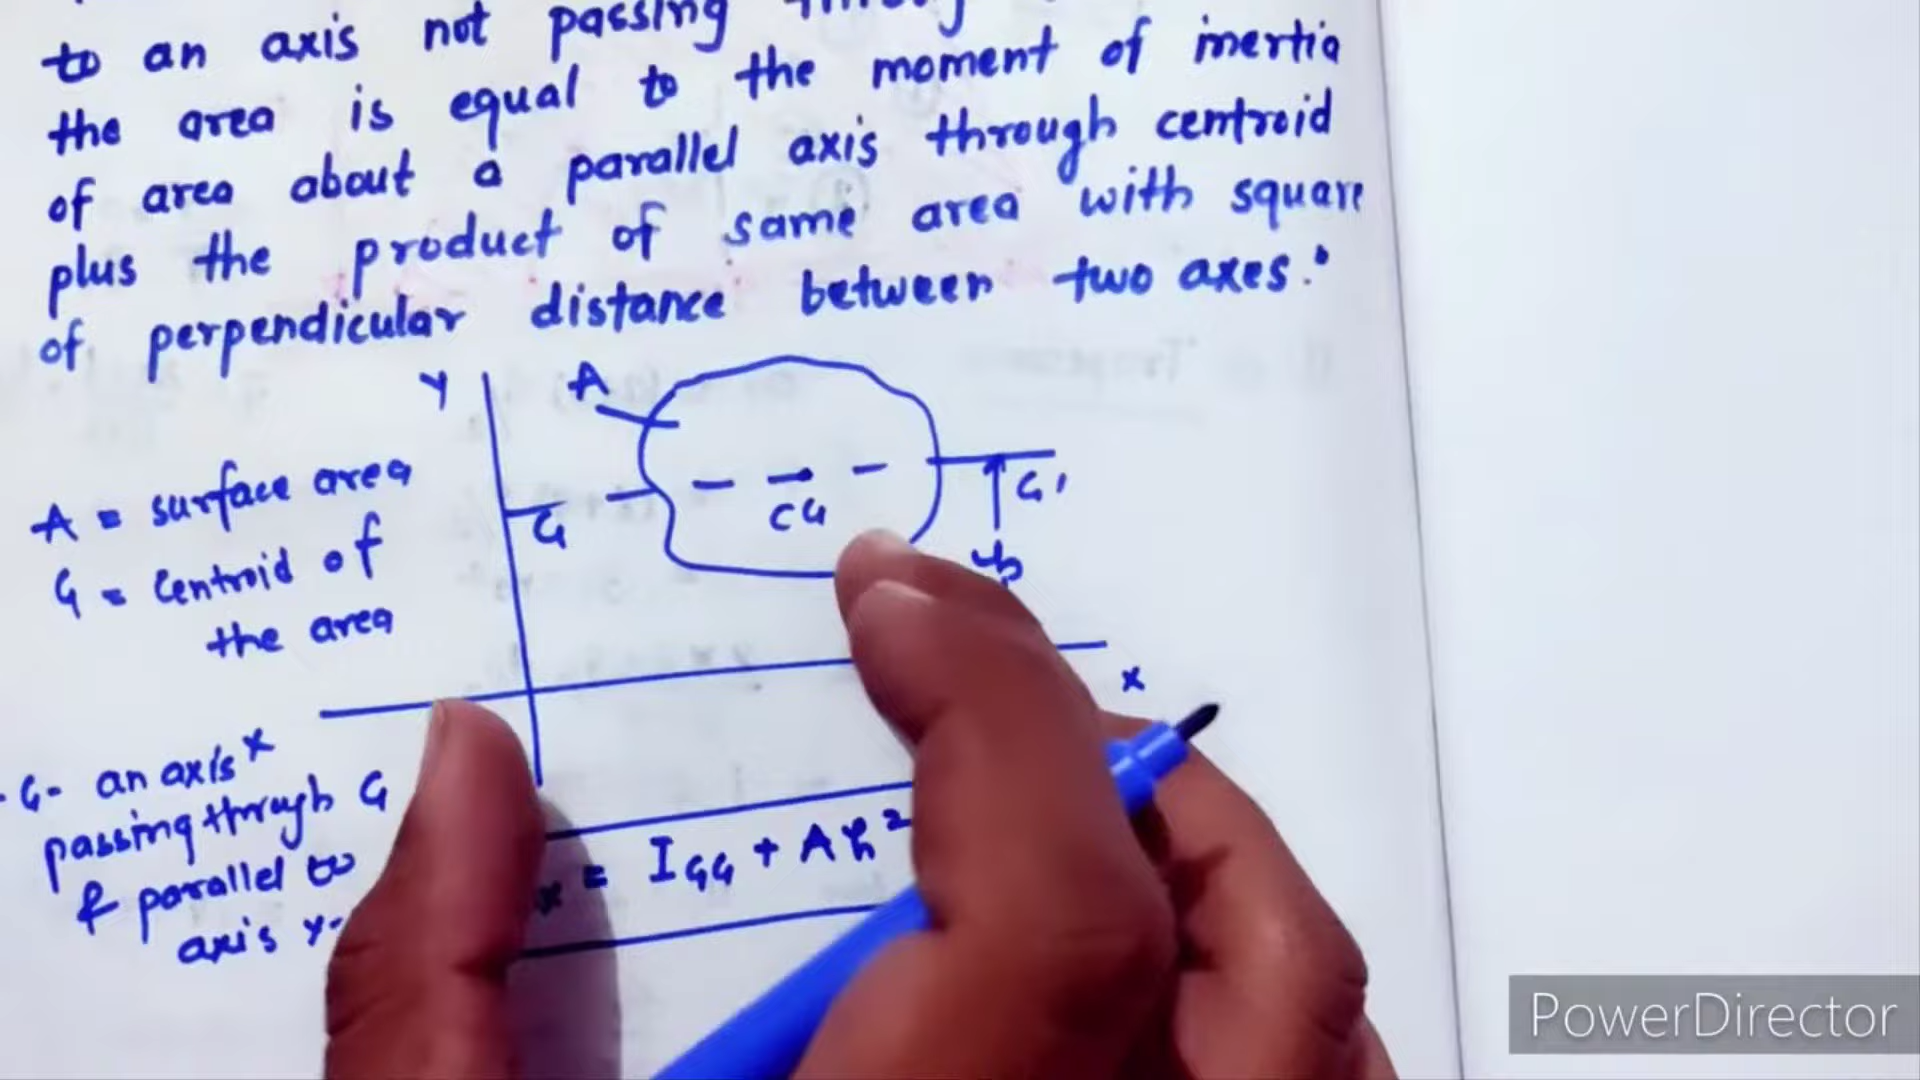 to an axis not passing
the area is equal to the moment of inertia
of area about a parallel axis through centroid
plus the product of same area with square
of perpendicular distance between two axes.
Y
A
A = surface area
G
CG
G'
G = Centroid of
the area
h
x
x
G - an axis
passing through G
& parallel to
axis Y-
x = IGG + Ah²
PowerDirector